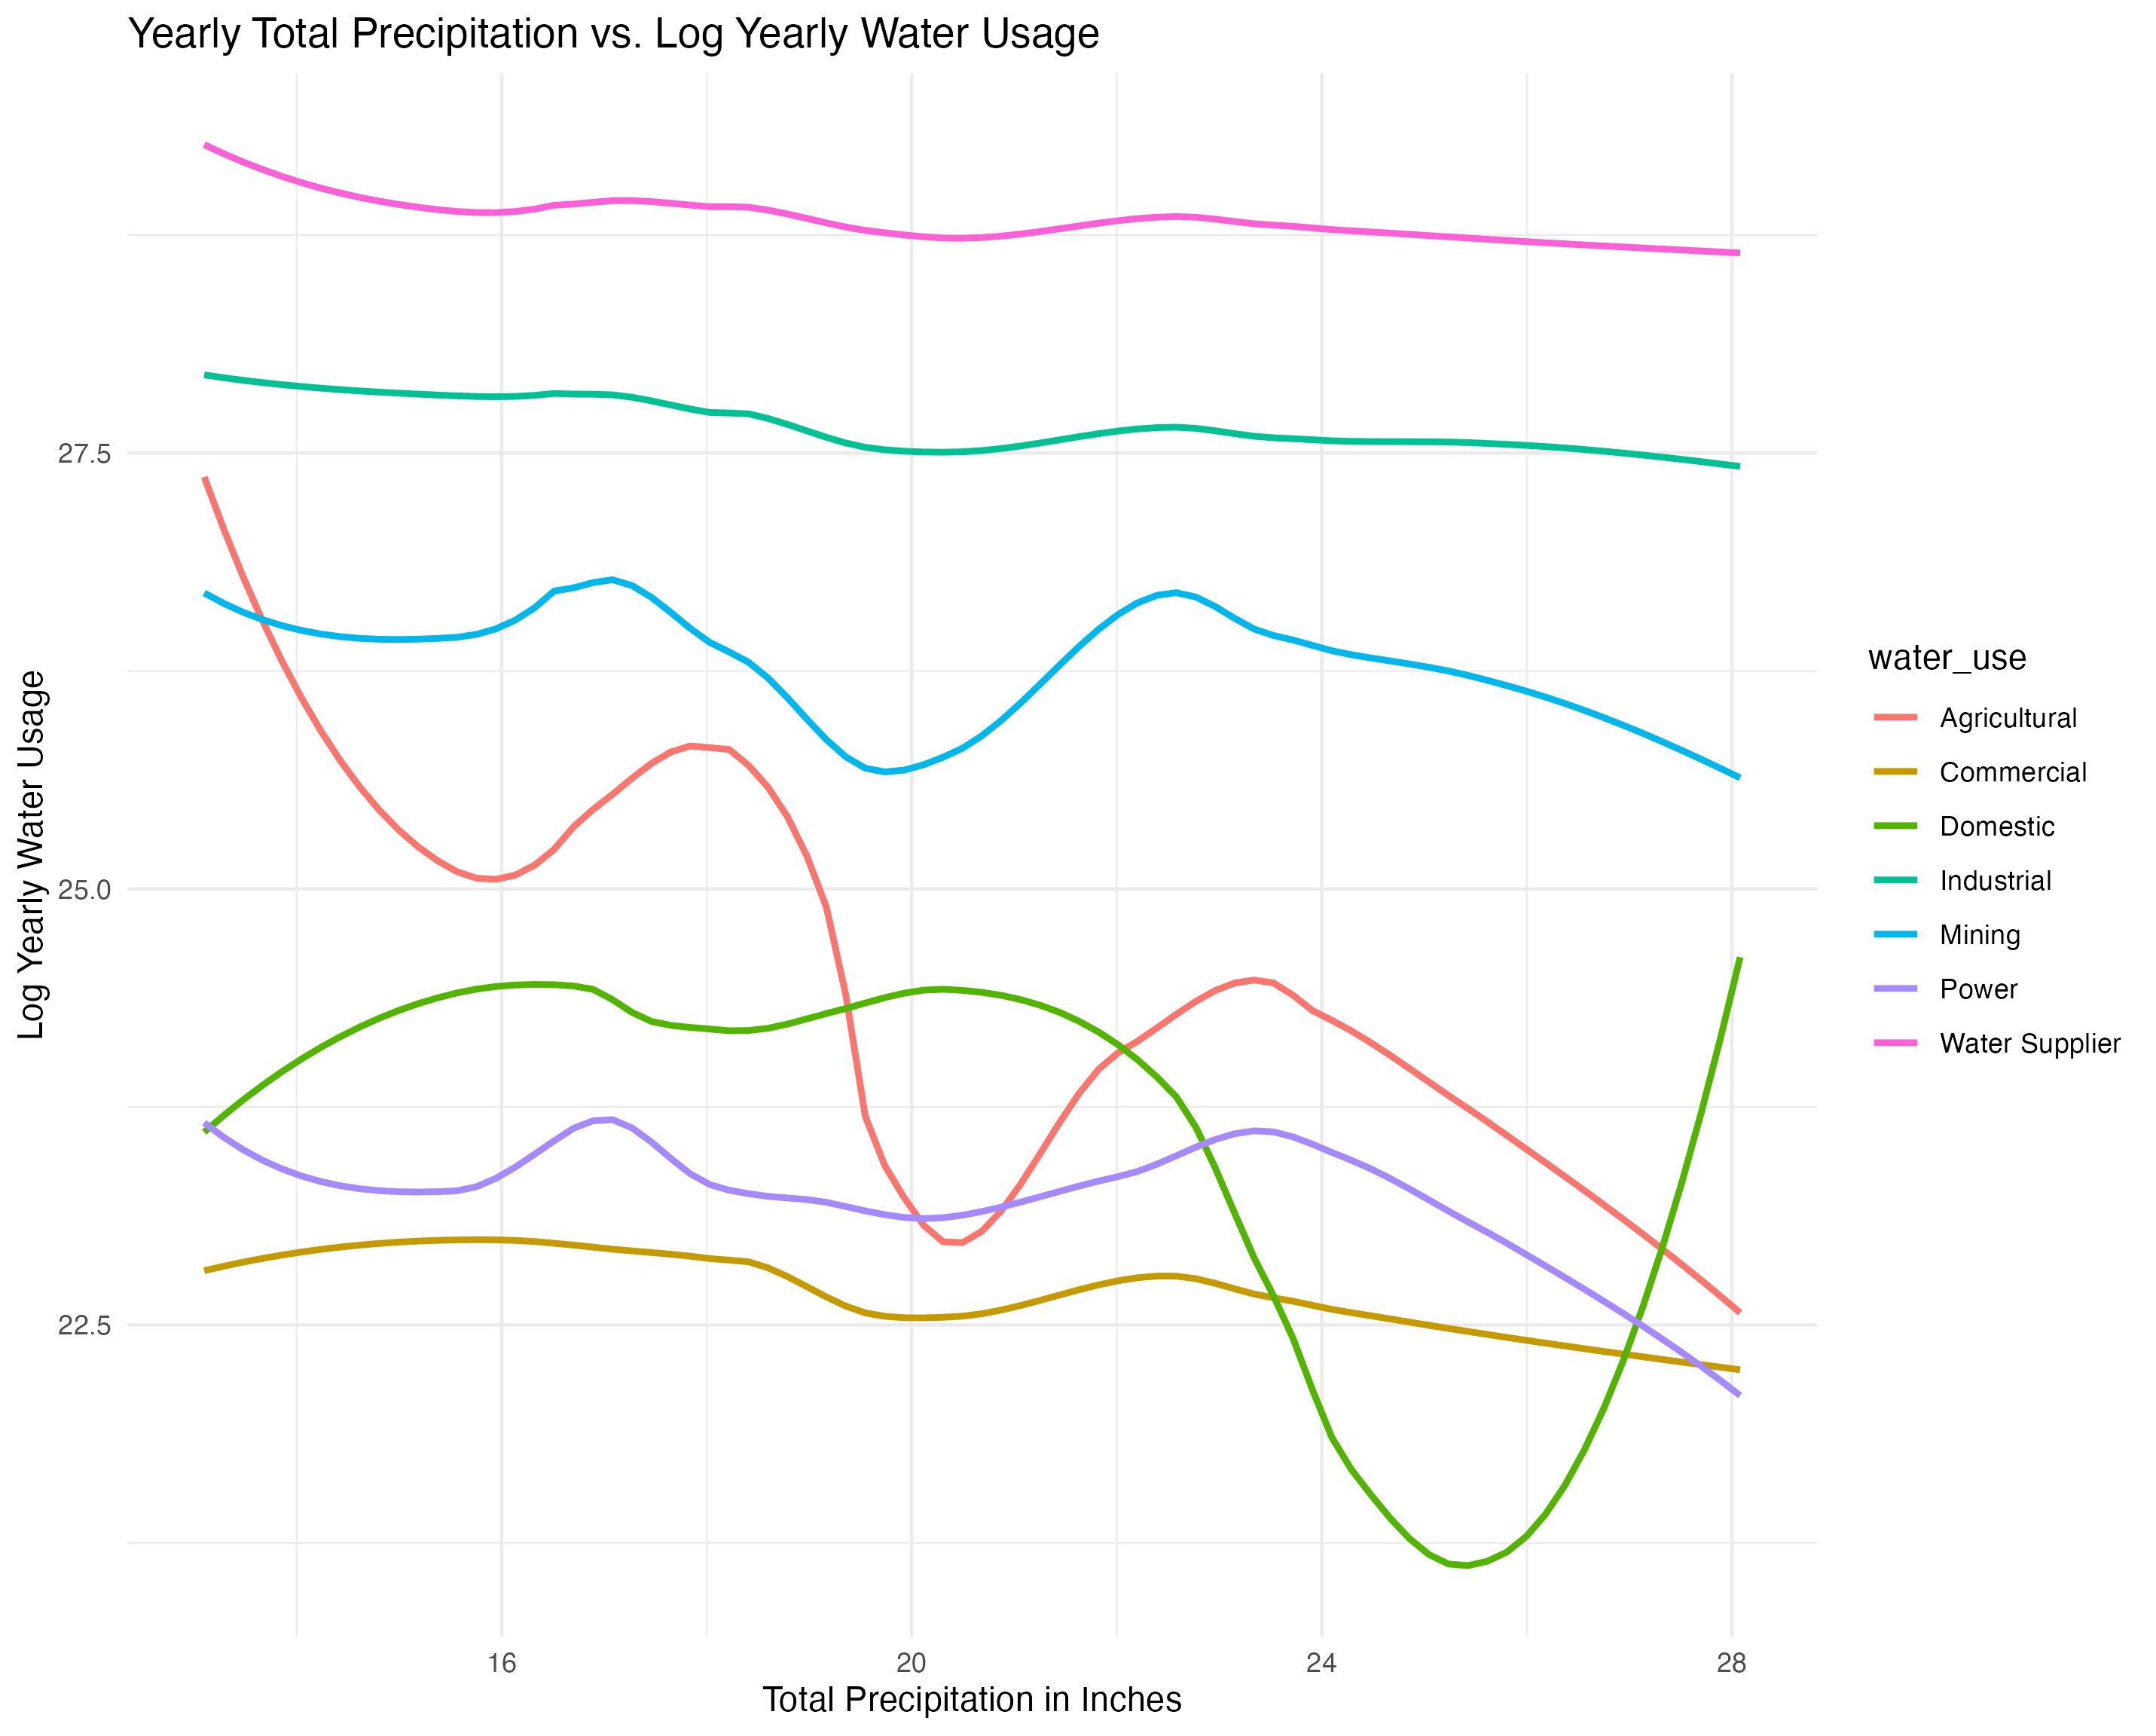 Yearly Total Precipitation vs. Log Yearly Water Usage
Log Yearly Water Usage
27.5
25.0
22.5
16
20
24
28
Total Precipitation in Inches
water_use
Agricultural
Commercial
Domestic
Industrial
Mining
Power
Water Supplier